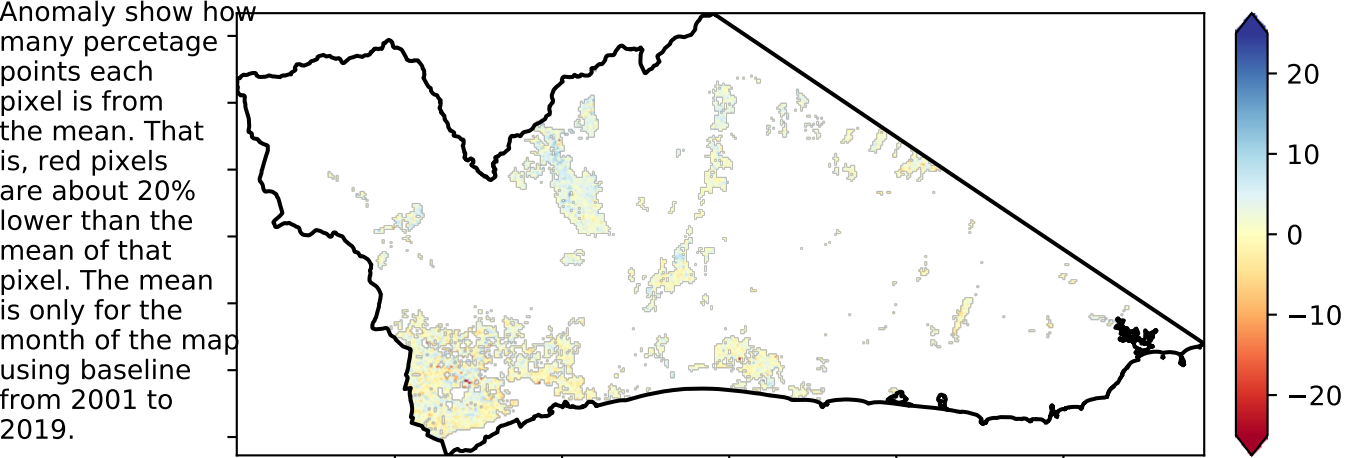 Anomaly show how
many percetage
points each
pixel is from
the mean. That
is, red pixels
are about 20%
lower than the
mean of that
pixel. The mean
is only for the
month of the map
using baseline
from 2001 to
2019.
20
10
0
−10
−20